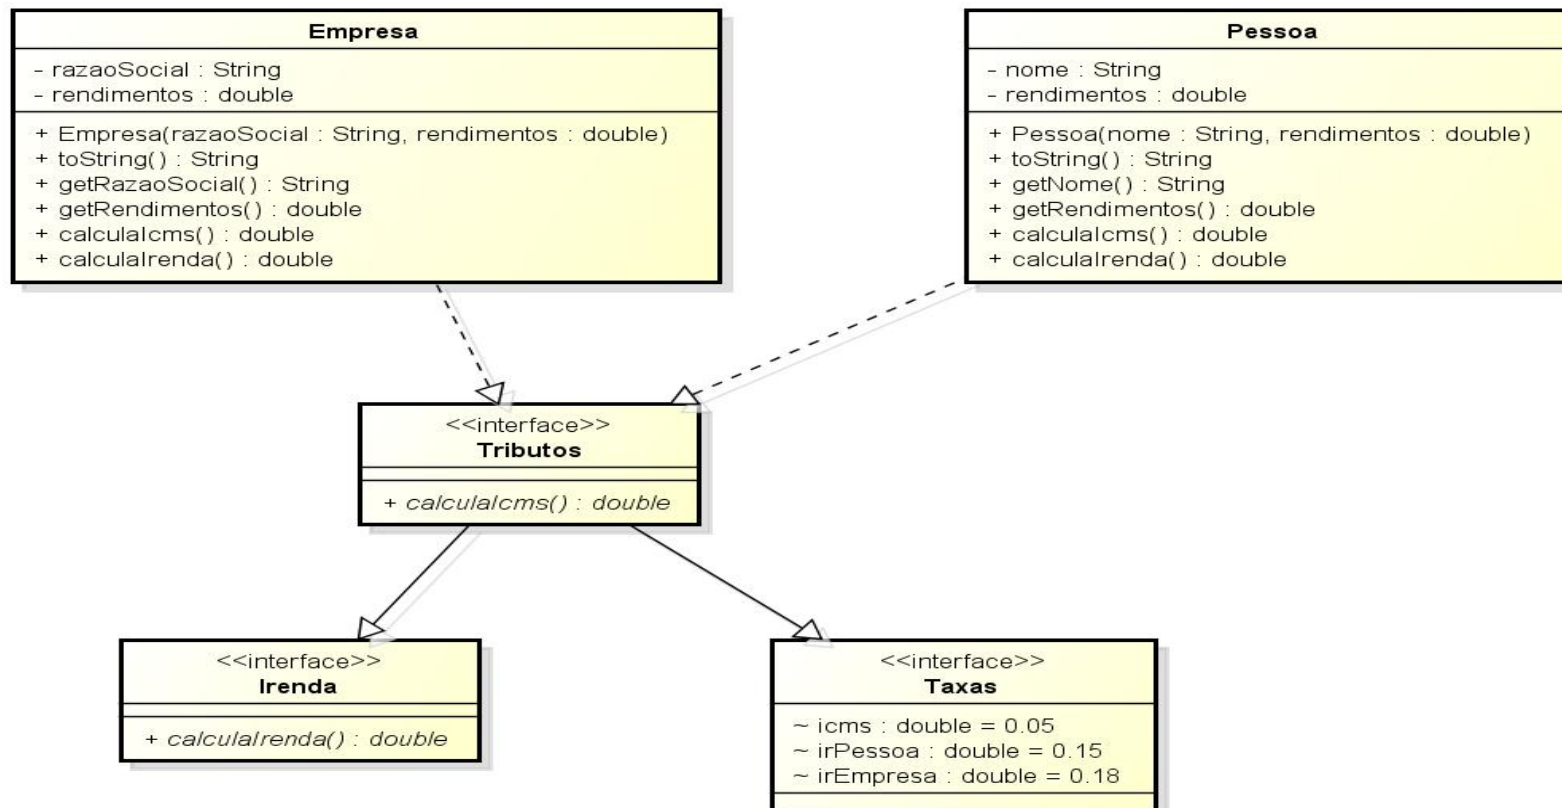 Empresa
- razaoSocial : String
- rendimentos : double
+ Empresa(razaoSocial : String, rendimentos : double)
+ toString() : String
+ getRazaoSocial() : String
+ getRendimentos() : double
+ calculaIcms() : double
+ calculaIrenda() : double
Pessoa
- nome : String
- rendimentos : double
+ Pessoa(nome : String, rendimentos : double)
+ toString() : String
+ getNome() : String
+ getRendimentos() : double
+ calculaIcms() : double
+ calculaIrenda() : double
<<interface>>
Tributos
+ calculaIcms() : double
<<interface>>
Irenda
+ calculaIrenda() : double
<<interface>>
Taxas
~ icms : double = 0.05
~ irPessoa : double = 0.15
~ irEmpresa : double = 0.18